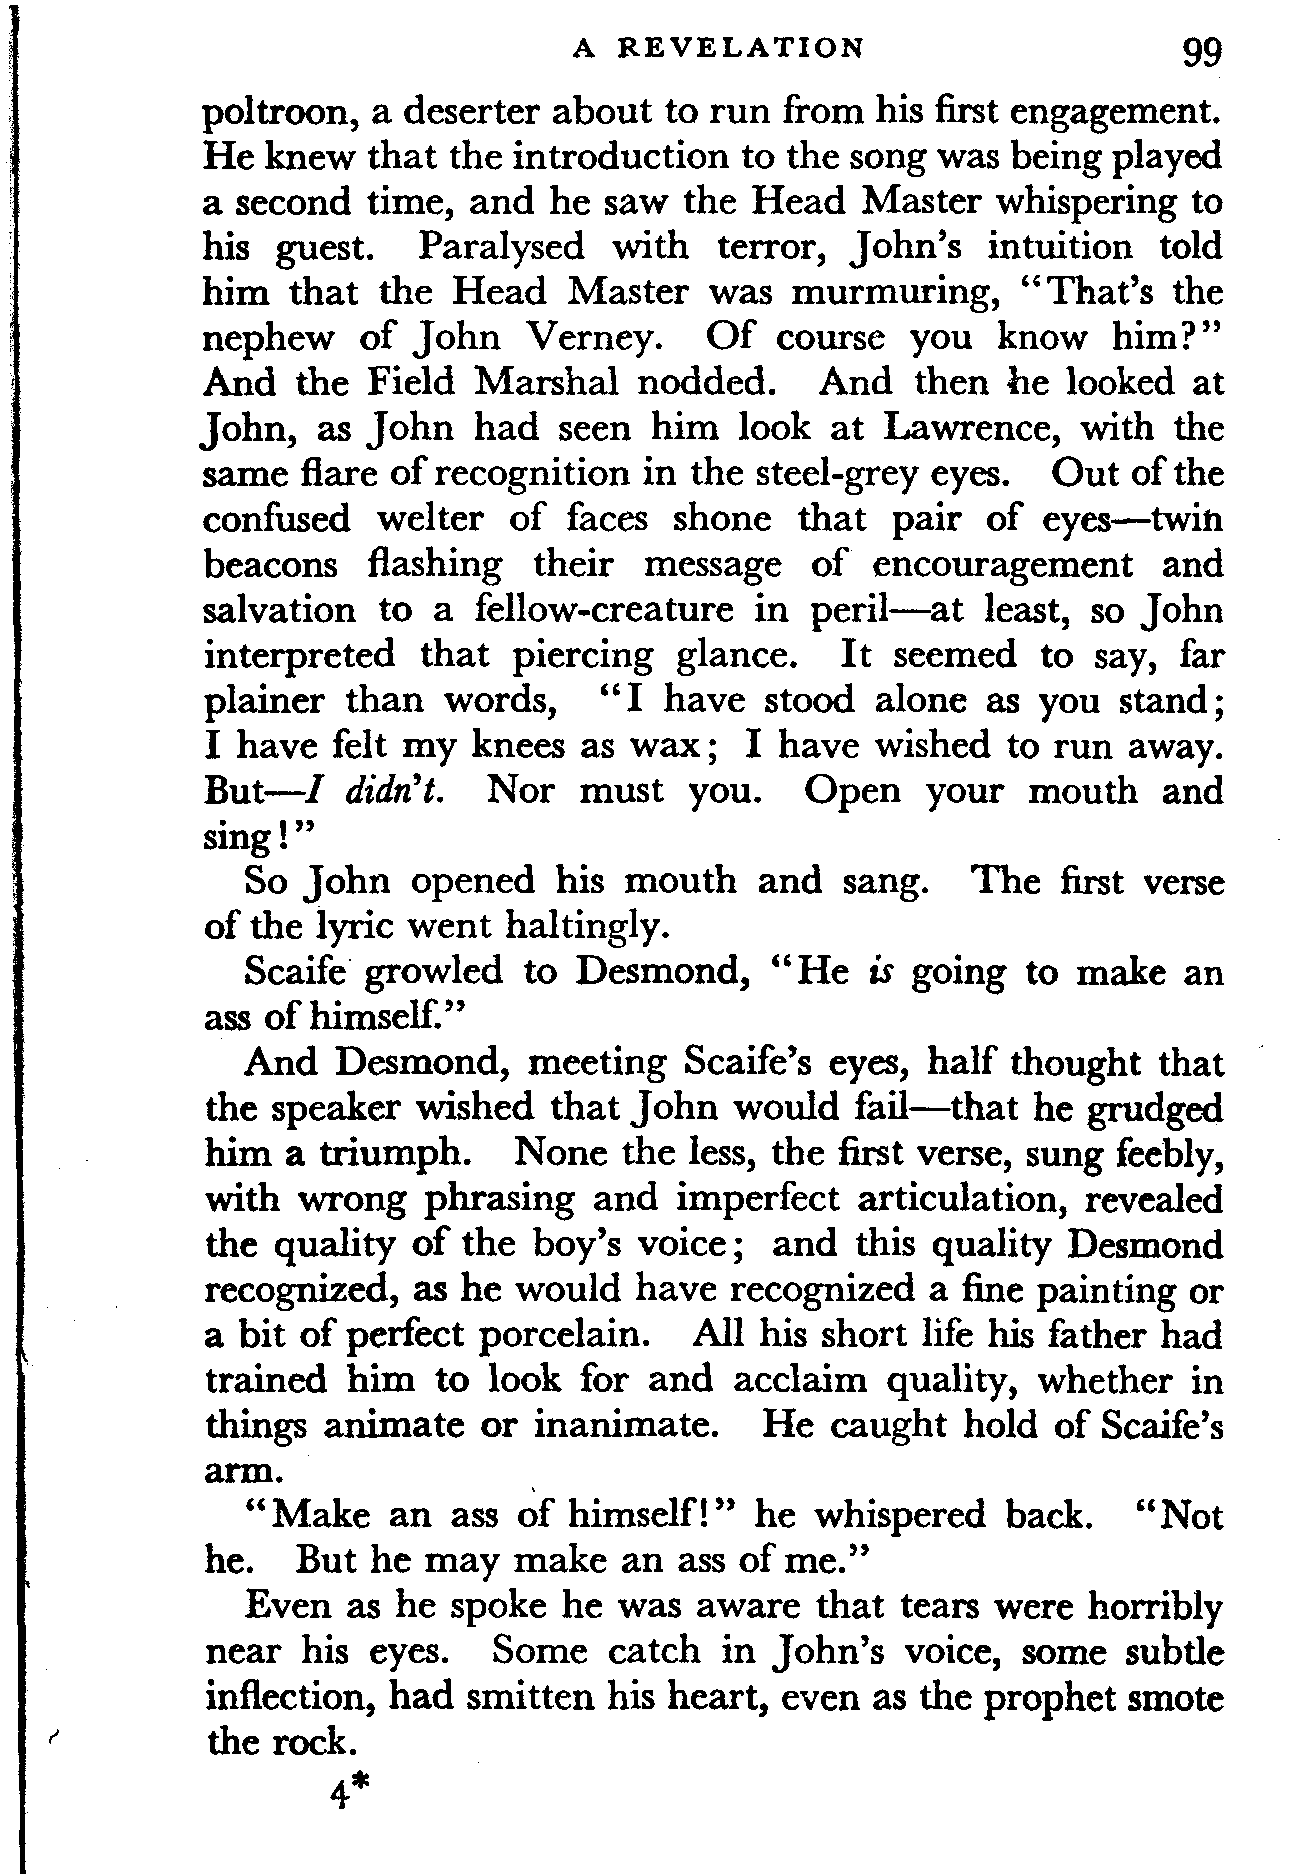 A REVELATION 99
poltroon, a deserter about to run from his first engagement.
He knew that the introduction to the song was being played
a second time, and he saw the Head Master whispering to
his guest. Paralysed with terror, John's intuition told
him that the Head Master was murmuring, "That's the
nephew of John Verney. Of course you know him?"
And the Field Marshal nodded. And then he looked at
John, as John had seen him look at Lawrence, with the
same flare of recognition in the steel-grey eyes. Out of the
confused welter of faces shone that pair of eyes—twin
beacons flashing their message of encouragement and
salvation to a fellow-creature in peril—at least, so John
interpreted that piercing glance. It seemed to say, far
plainer than words, "I have stood alone as you stand;
I have felt my knees as wax; I have wished to run away.
But—I didn't. Nor must you. Open your mouth and
sing!"
So John opened his mouth and sang. The first verse
of the lyric went haltingly.
Scaife growled to Desmond, "He is going to make an
ass of himself."
And Desmond, meeting Scaife's eyes, half thought that
the speaker wished that John would fail—that he grudged
him a triumph. None the less, the first verse, sung feebly,
with wrong phrasing and imperfect articulation, revealed
the quality of the boy's voice; and this quality Desmond
recognized, as he would have recognized a fine painting or
a bit of perfect porcelain. All his short life his father had
trained him to look for and acclaim quality, whether in
things animate or inanimate. He caught hold of Scaife's
arm.
"Make an ass of himself!" he whispered back. "Not
he. But he may make an ass of me."
Even as he spoke he was aware that tears were horribly
near his eyes. Some catch in John's voice, some subtle
inflection, had smitten his heart, even as the prophet smote
the rock.
4*